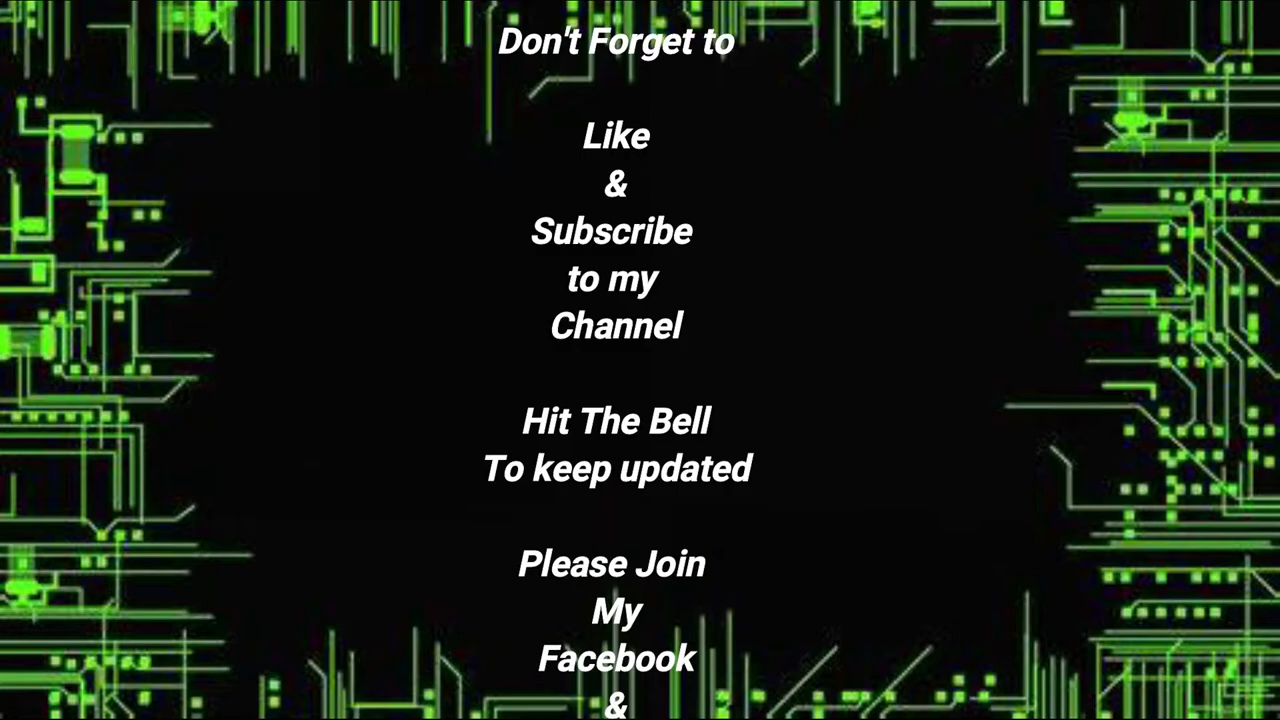 Don't Forget to
Like
&
Subscribe
to my
Channel
Hit The Bell
To keep updated
Please Join
My
Facebook
&